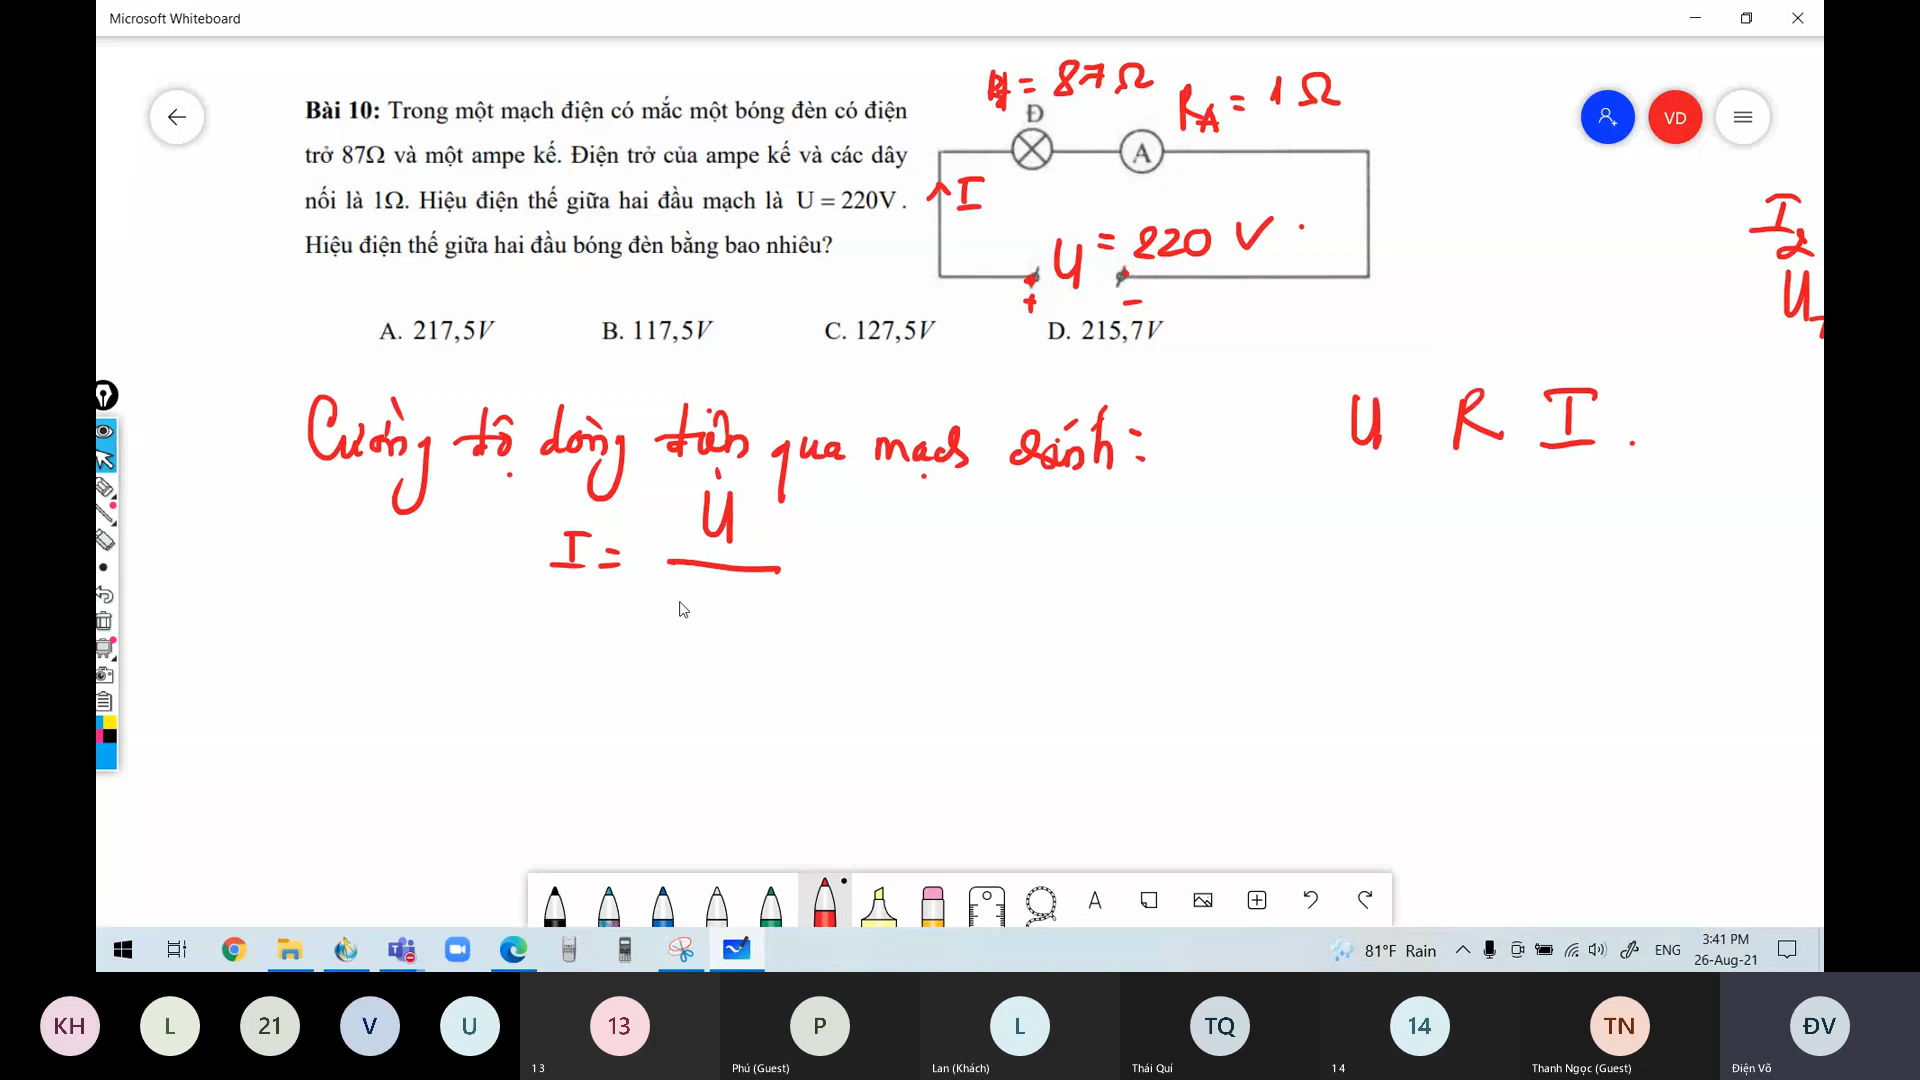 Microsoft Whiteboard
Bài 10: Trong một mạch điện có mắc một bóng đèn có điện
trở 87Ω và một ampe kế. Điện trở của ampe kế và các dây
nối là 1Ω. Hiệu điện thế giữa hai đầu mạch là U = 220V.
Hiệu điện thế giữa hai đầu bóng đèn bằng bao nhiêu?
= 87Ω
R_A = 1Ω
Đ
A
I
U = 220 V.
+ -
A. 217,5V B. 117,5V C. 127,5V D. 215,7V
VD
I₂
U
Cường độ dòng điện qua mạch chính:
U R I.
I = U
A
81°F Rain
ENG
3:41 PM
26-Aug-21
KH L 21 V U 13 P L TQ 14 TN ĐV
13 Phú (Guest) Lan (Khách) Thái Quí 14 Thanh Ngọc (Guest) Điện Võ